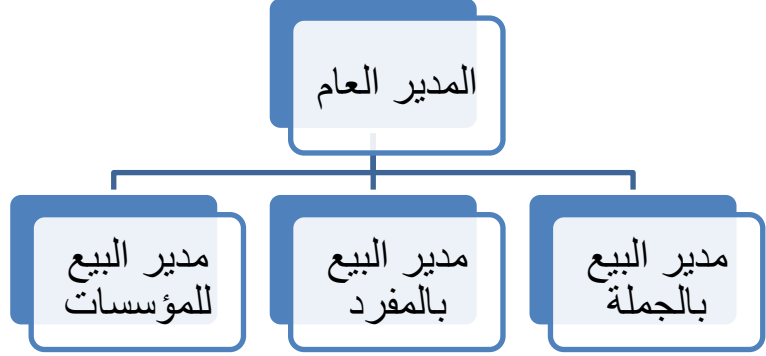 المدير العام
مدير البيع
بالجملة
مدير البيع
بالمفرد
مدير البيع
للمؤسسات